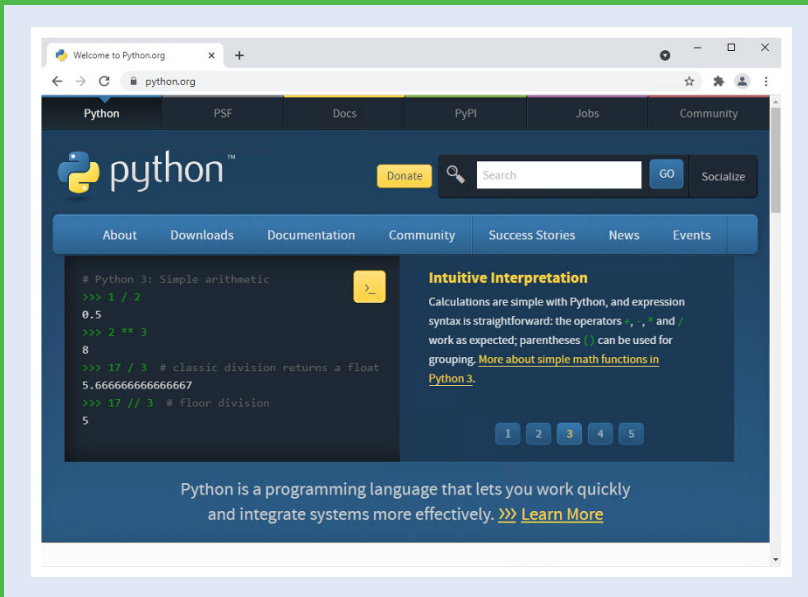 Welcome to Python.org
python.org
Python PSF Docs PyPI Jobs Community
python™
Donate Search GO Socialize
About Downloads Documentation Community Success Stories News Events
# Python 3: Simple arithmetic
>>> 1 / 2
0.5
>>> 2 ** 3
8
>>> 17 / 3 # classic division returns a float
5.666666666666667
>>> 17 // 3 # floor division
5
>_
Intuitive Interpretation
Calculations are simple with Python, and expression
syntax is straightforward: the operators +, -, * and /
work as expected; parentheses () can be used for
grouping. More about simple math functions in
Python 3.
1 2 3 4 5
Python is a programming language that lets you work quickly
and integrate systems more effectively. >>> Learn More